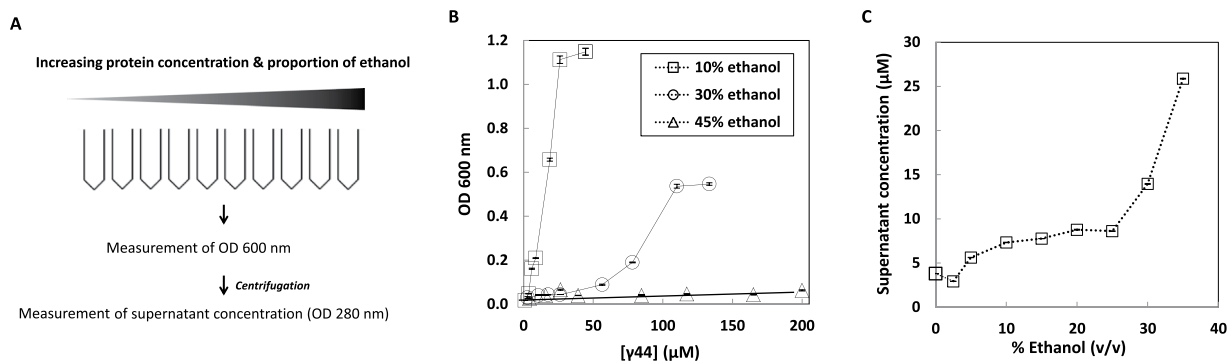 A
Increasing protein concentration & proportion of ethanol
Measurement of OD 600 nm
Centrifugation
Measurement of supernatant concentration (OD 280 nm)
B
1.2
1.0
0.8
0.6
0.4
0.2
0.0
OD 600 nm
10% ethanol
30% ethanol
45% ethanol
0 50 100 150 200
[γ44] (μM)
C
30
25
20
15
10
5
0
Supernatant concentration (μM)
0 10 20 30 40
% Ethanol (v/v)